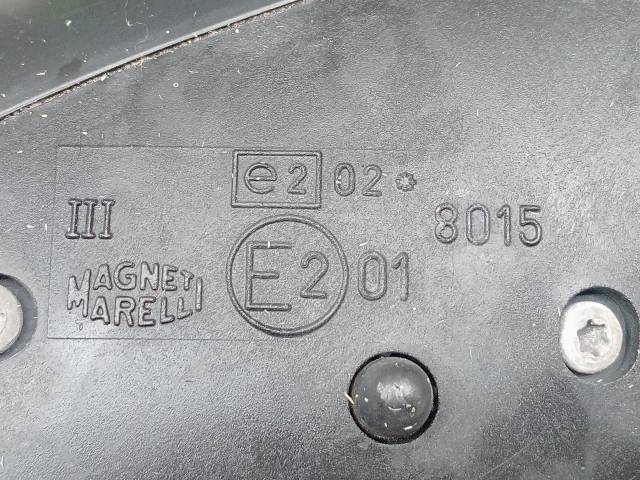 e2 02*
III
8015
E2 01
MAGNETI
MARELLI